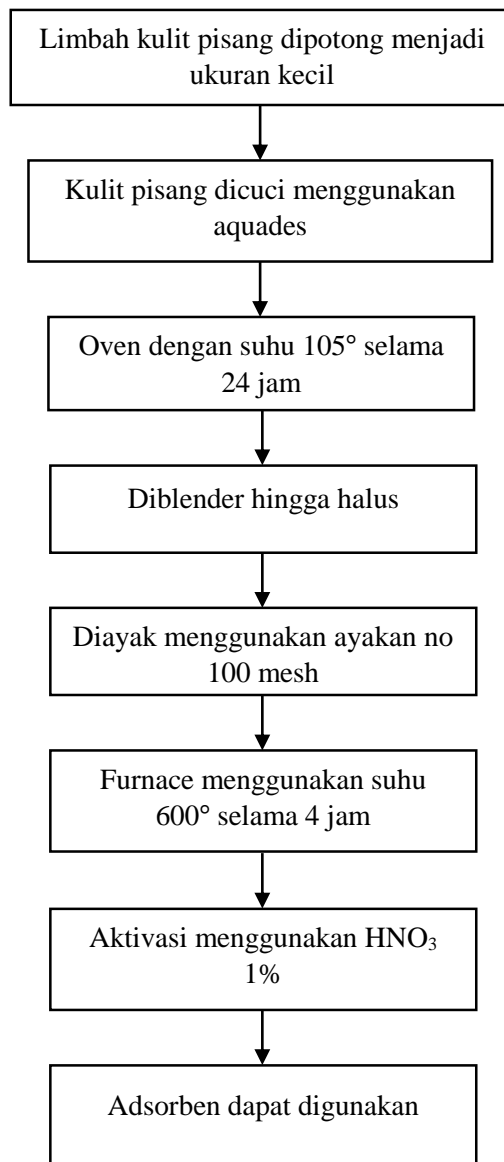 Limbah kulit pisang dipotong menjadi
ukuran kecil
Kulit pisang dicuci menggunakan
aquades
Oven dengan suhu 105° selama
24 jam
Diblender hingga halus
Diayak menggunakan ayakan no
100 mesh
Furnace menggunakan suhu
600° selama 4 jam
Aktivasi menggunakan HNO₃
1%
Adsorben dapat digunakan